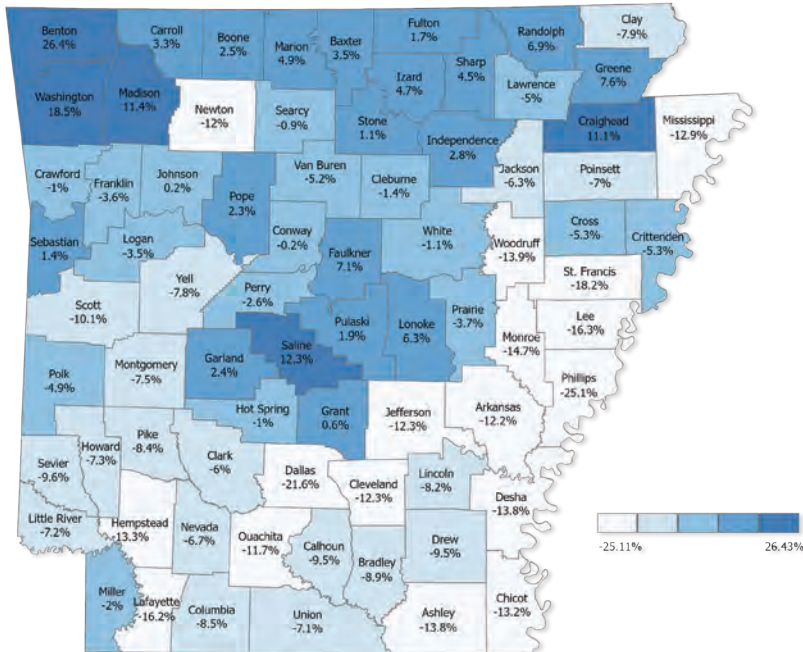 Benton
26.4%
Carroll
3.3%
Boone
2.5%
Marion
4.9%
Baxter
3.5%
Fulton
1.7%
Randolph
6.9%
Clay
-7.9%
Washington
18.5%
Madison
11.4%
Newton
-12%
Searcy
-0.9%
Stone
1.1%
Izard
4.7%
Sharp
4.5%
Lawrence
-5%
Greene
7.6%
Independence
2.8%
Craighead
11.1%
Mississippi
-12.9%
Crawford
-1%
Franklin
-3.6%
Johnson
0.2%
Pope
2.3%
Van Buren
-5.2%
Cleburne
-1.4%
Jackson
-6.3%
Poinsett
-7%
Sebastian
1.4%
Logan
-3.5%
Conway
-0.2%
Faulkner
7.1%
White
-1.1%
Woodruff
-13.9%
Cross
-5.3%
Crittenden
-5.3%
Scott
-10.1%
Yell
-7.8%
Perry
-2.6%
Pulaski
1.9%
Lonoke
6.3%
Prairie
-3.7%
St. Francis
-18.2%
Monroe
-14.7%
Lee
-16.3%
Phillips
-25.1%
Polk
-4.9%
Montgomery
-7.5%
Garland
2.4%
Saline
12.3%
Hot Spring
-1%
Grant
0.6%
Jefferson
-12.3%
Arkansas
-12.2%
Sevier
-9.6%
Howard
-7.3%
Pike
-8.4%
Clark
-6%
Dallas
-21.6%
Cleveland
-12.3%
Lincoln
-8.2%
Desha
-13.8%
Little River
-7.2%
Hempstead
-13.3%
Nevada
-6.7%
Ouachita
-11.7%
Calhoun
-9.5%
Bradley
-8.9%
Drew
-9.5%
Miller
-2%
Lafayette
-16.2%
Columbia
-8.5%
Union
-7.1%
Ashley
-13.8%
Chicot
-13.2%
-25.11%
26.43%